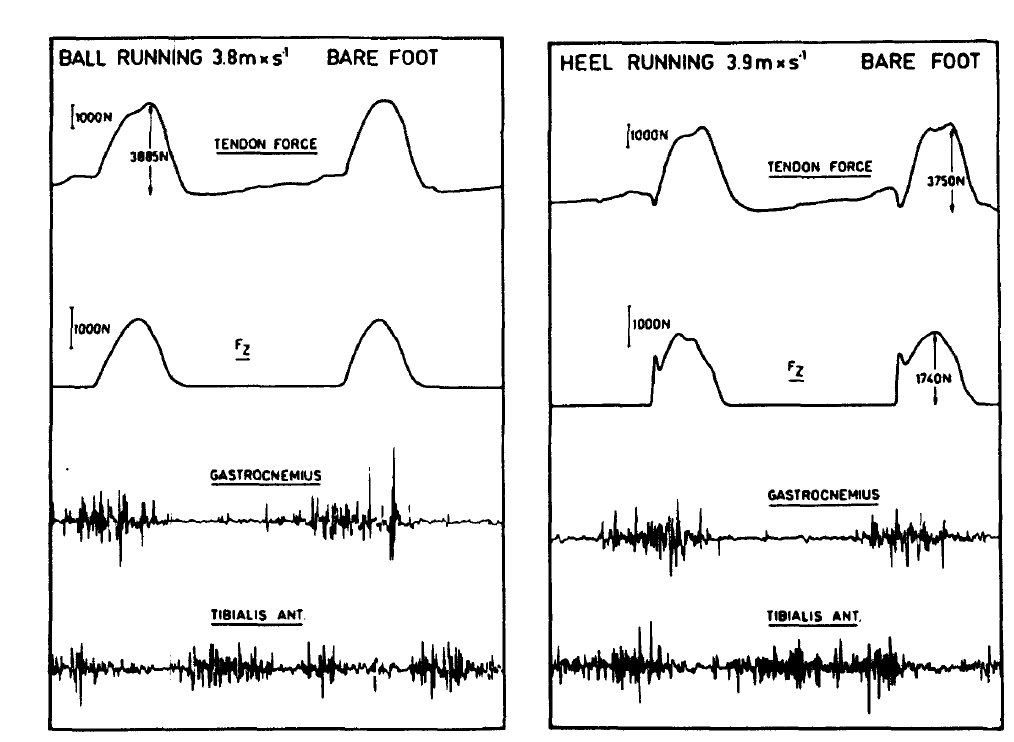 BALL RUNNING 3.8m×s⁻¹ BARE FOOT
1000N
3885N
TENDON FORCE
1000N
FZ
GASTROCNEMIUS
TIBIALIS ANT.
HEEL RUNNING 3.9m×s⁻¹ BARE FOOT
1000N
TENDON FORCE
3750N
1000N
FZ
1740N
GASTROCNEMIUS
TIBIALIS ANT.